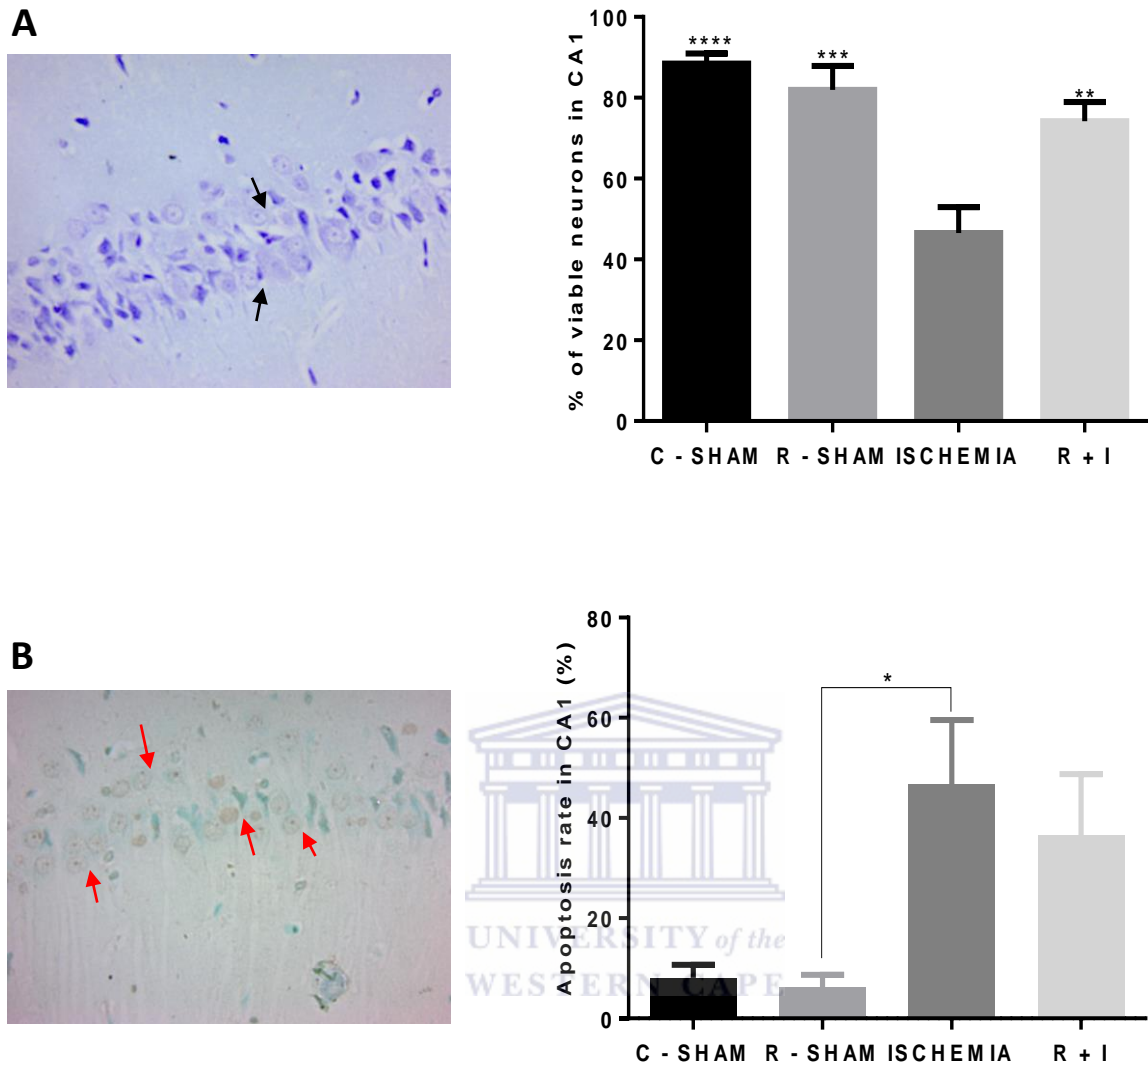 A
% of viable neurons in CA1
100
80
60
40
20
0
****
***
**
C - SHAM
R - SHAM
ISCHEMIA
R + I
B
Apoptosis rate in CA1 (%)
80
60
40
20
0
*
UNIVERSITY of the
WESTERN CAPE
C - SHAM
R - SHAM
ISCHEMIA
R + I